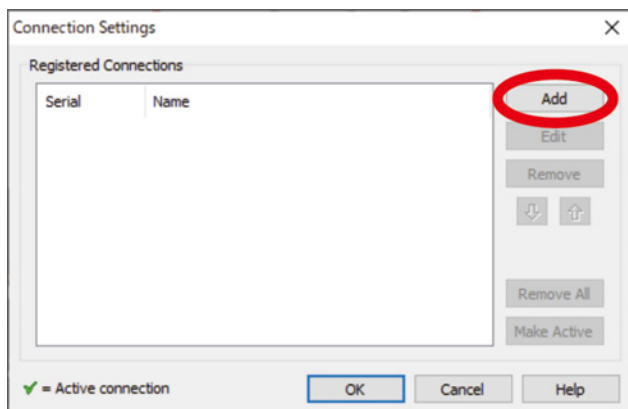 Connection Settings
Registered Connections
Serial Name
Add
Edit
Remove
Remove All
Make Active
= Active connection
OK Cancel Help